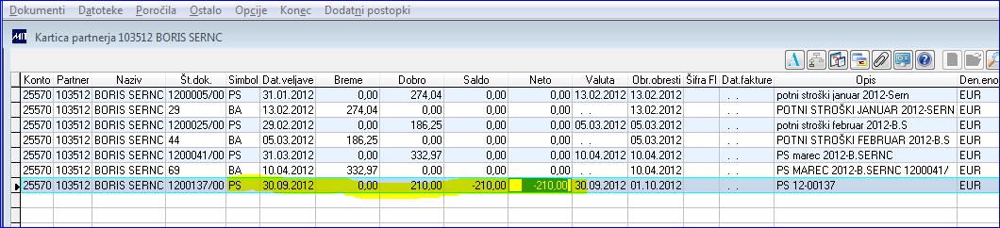 Dokumenti Datoteke Poročila Ostalo Opcije Konec Dodatni postopki
MIT Kartica partnerja 103512 BORIS SERNC
Konto Partner Naziv Št.dok. Simbol Dat.veljave Breme Dobro Saldo Neto Valuta Obr.obresti Šifra FI Dat.fakture Opis Den.eno
25570 103512 BORIS SERNC 1200005/00 PS 31.01.2012 0,00 274,04 0,00 0,00 13.02.2012 13.02.2012 . . potni stroški januar 2012-Sern EUR
25570 103512 BORIS SERNC 29 BA 13.02.2012 274,04 0,00 0,00 0,00 . . 13.02.2012 . . POTNI STROŠKI JANUAR 2012-SERN EUR
25570 103512 BORIS SERNC 1200025/00 PS 29.02.2012 0,00 186,25 0,00 0,00 05.03.2012 05.03.2012 . . potni stroški februar 2012-B.S EUR
25570 103512 BORIS SERNC 44 BA 05.03.2012 186,25 0,00 0,00 0,00 . . 05.03.2012 . . POTNI STROŠKI FEBRUAR 2012-B.S EUR
25570 103512 BORIS SERNC 1200041/00 PS 31.03.2012 0,00 332,97 0,00 0,00 10.04.2012 10.04.2012 . . PS marec 2012-B.SERNC EUR
25570 103512 BORIS SERNC 69 BA 10.04.2012 332,97 0,00 0,00 0,00 . . 10.04.2012 . . PS MAREC 2012-B.SERNC 1200041/ EUR
25570 103512 BORIS SERNC 1200137/00 PS 30.09.2012 0,00 210,00 -210,00 -210,00 30.09.2012 01.10.2012 . . PS 12-00137 EUR